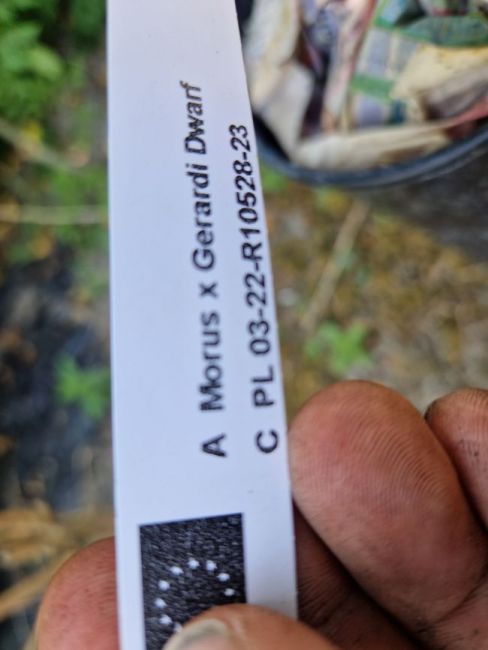 A Morus x Gerardi Dwarf
C PL 03-22-R10528-23